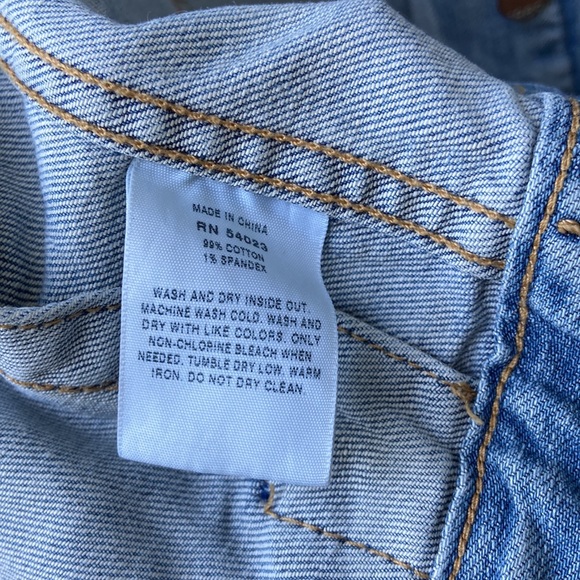 MADE IN CHINA
RN 54023
99% COTTON
1% SPANDEX
WASH AND DRY INSIDE OUT.
MACHINE WASH COLD. WASH AND
DRY WITH LIKE COLORS. ONLY
NON-CHLORINE BLEACH WHEN
NEEDED. TUMBLE DRY LOW. WARM
IRON. DO NOT DRY CLEAN.